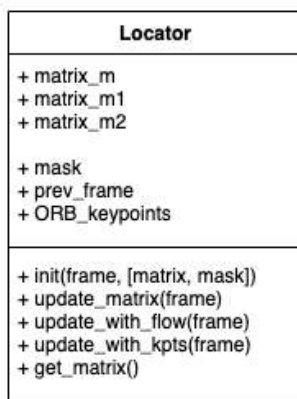 Locator
+ matrix_m
+ matrix_m1
+ matrix_m2
+ mask
+ prev_frame
+ ORB_keypoints
+ init(frame, [matrix, mask])
+ update_matrix(frame)
+ update_with_flow(frame)
+ update_with_kpts(frame)
+ get_matrix()